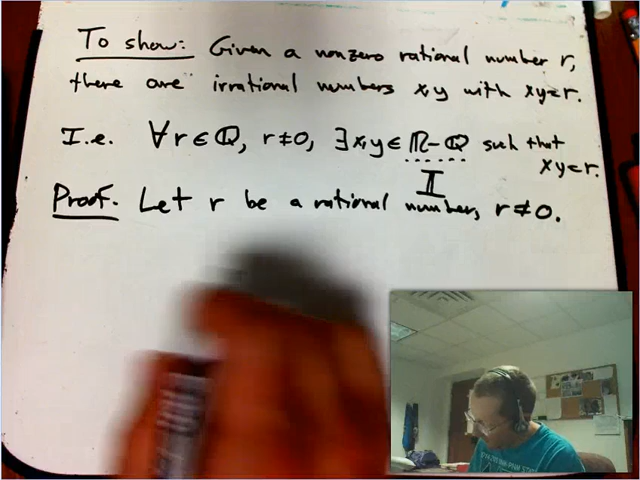 To show: Given a nonzero rational number r,
there are irrational numbers x,y with xy=r.
I.e. ∀r∈ℚ, r≠0, ∃x,y∈ℝ-ℚ such that
xy=r.
𝕀
Proof. Let r be a rational number, r≠0.